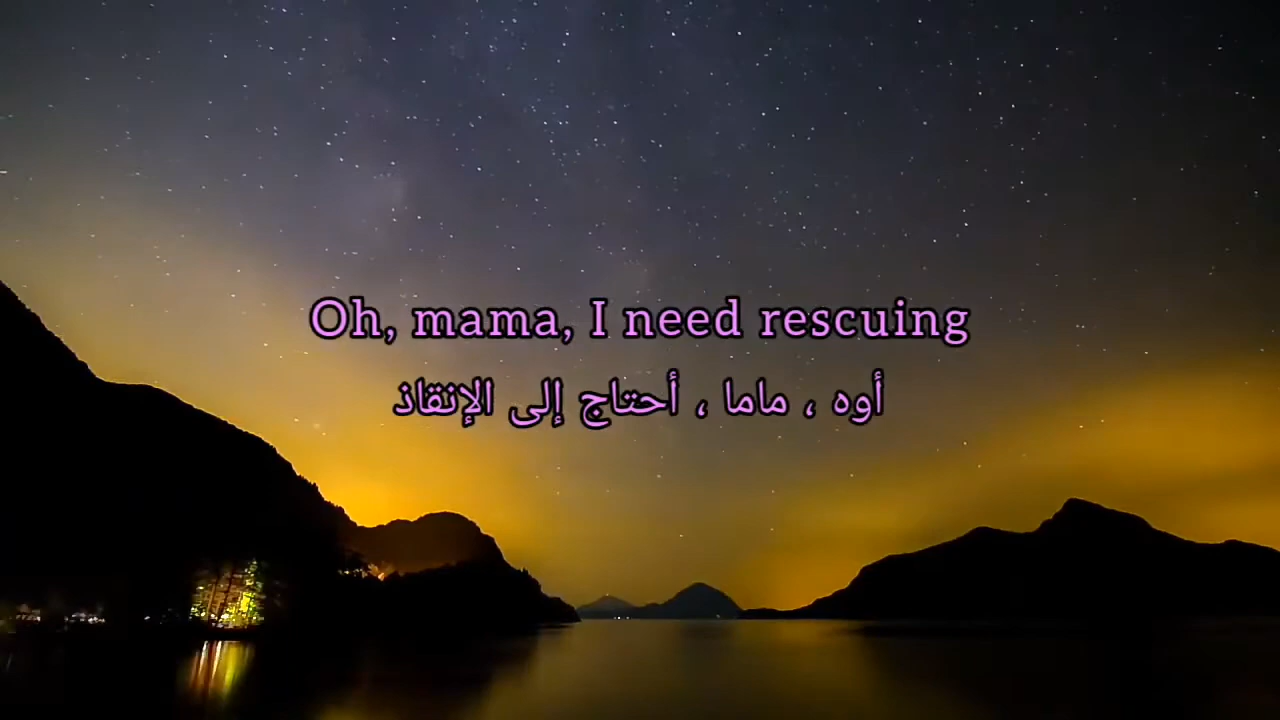 Oh, mama, I need rescuing
أوه ، ماما ، أحتاج إلى الإنقاذ